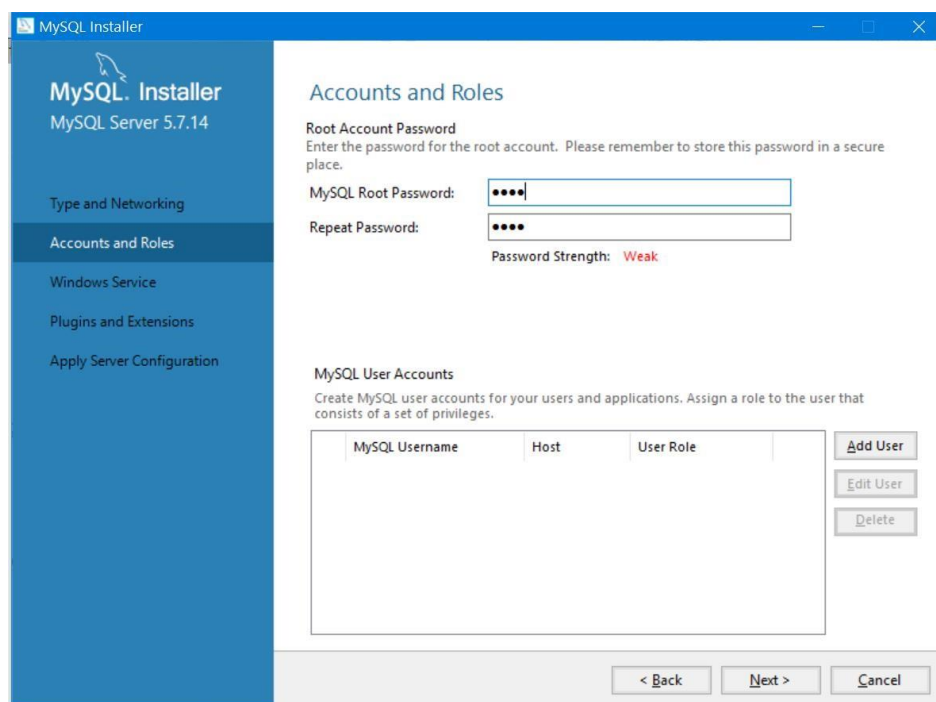 MySQL Installer
MySQL. Installer
MySQL Server 5.7.14
Type and Networking
Accounts and Roles
Windows Service
Plugins and Extensions
Apply Server Configuration
Accounts and Roles
Root Account Password
Enter the password for the root account. Please remember to store this password in a secure
place.
MySQL Root Password: ••••
Repeat Password: ••••
Password Strength: Weak
MySQL User Accounts
Create MySQL user accounts for your users and applications. Assign a role to the user that
consists of a set of privileges.
MySQL Username Host User Role
Add User
Edit User
Delete
< Back Next > Cancel